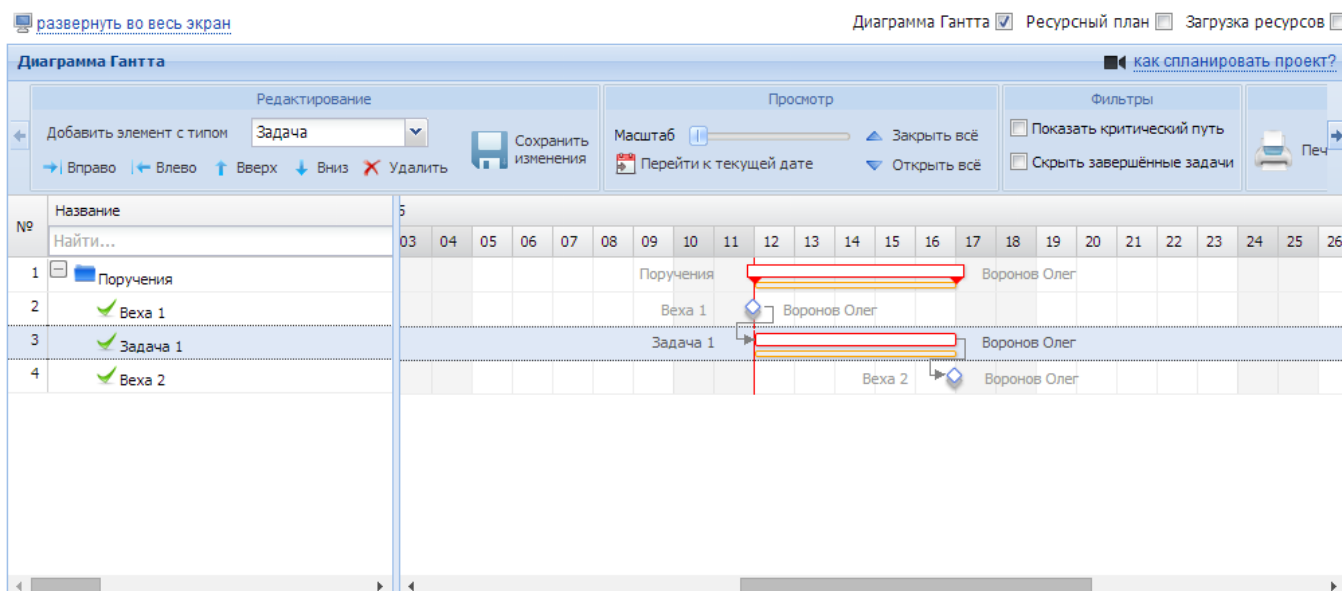 развернуть во весь экран
Диаграмма Гантта Ресурсный план Загрузка ресурсов
Диаграмма Гантта как спланировать проект?
Редактирование Просмотр Фильтры
Добавить элемент с типом Задача
Сохранить изменения
Вправо Влево Вверх Вниз Удалить
Масштаб Закрыть всё
Перейти к текущей дате Открыть всё
Показать критический путь
Скрыть завершённые задачи
Печ
№ Название
Найти...
5
03 04 05 06 07 08 09 10 11 12 13 14 15 16 17 18 19 20 21 22 23 24 25 26
1 Поручения Поручения Воронов Олег
2 Веха 1 Веха 1 Воронов Олег
3 Задача 1 Задача 1 Воронов Олег
4 Веха 2 Веха 2 Воронов Олег